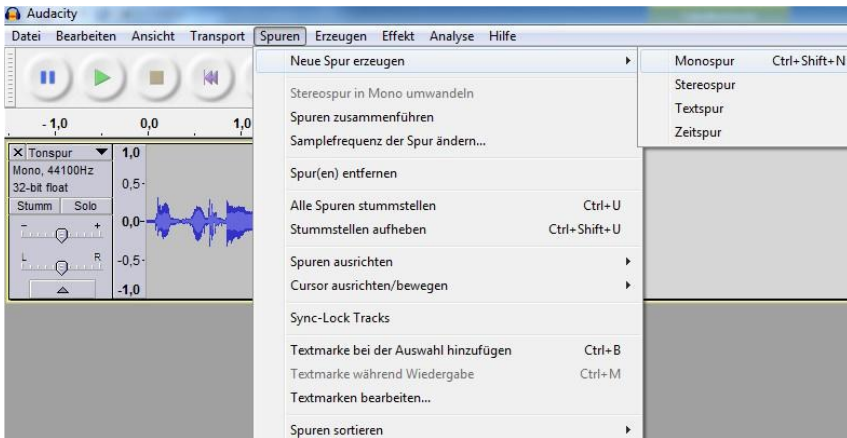 Audacity
Datei Bearbeiten Ansicht Transport Spuren Erzeugen Effekt Analyse Hilfe
Neue Spur erzeugen
Monospur Ctrl+Shift+N
Stereospur
Textspur
Zeitspur
Stereospur in Mono umwandeln
Spuren zusammenführen
Samplefrequenz der Spur ändern...
Spur(en) entfernen
Alle Spuren stummstellen Ctrl+U
Stummstellen aufheben Ctrl+Shift+U
Spuren ausrichten
Cursor ausrichten/bewegen
Sync-Lock Tracks
Textmarke bei der Auswahl hinzufügen Ctrl+B
Textmarke während Wiedergabe Ctrl+M
Textmarken bearbeiten...
Spuren sortieren
- 1,0 0,0 1,0
X Tonspur 1,0
Mono, 44100Hz
32-bit float 0,5-
Stumm Solo
- + 0,0-
L R -0,5-
-1,0